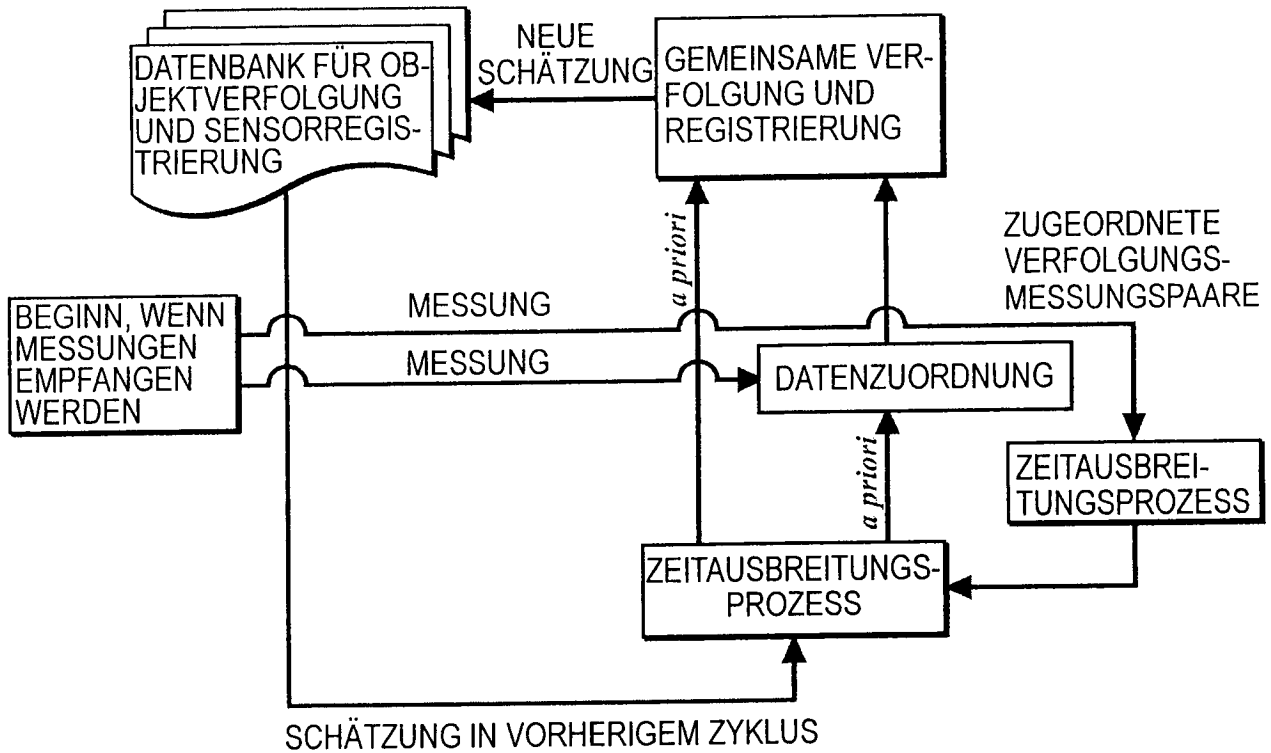 DATENBANK FÜR OB-
JEKTVERFOLGUNG
UND SENSORREGIS-
TRIERUNG
NEUE
SCHÄTZUNG
GEMEINSAME VER-
FOLGUNG UND
REGISTRIERUNG
a priori
ZUGEORDNETE
VERFOLGUNGS-
MESSUNGSPAARE
BEGINN, WENN
MESSUNGEN
EMPFANGEN
WERDEN
MESSUNG
MESSUNG
DATENZUORDNUNG
a priori
ZEITAUSBREI-
TUNGSPROZESS
ZEITAUSBREITUNGS-
PROZESS
SCHÄTZUNG IN VORHERIGEM ZYKLUS